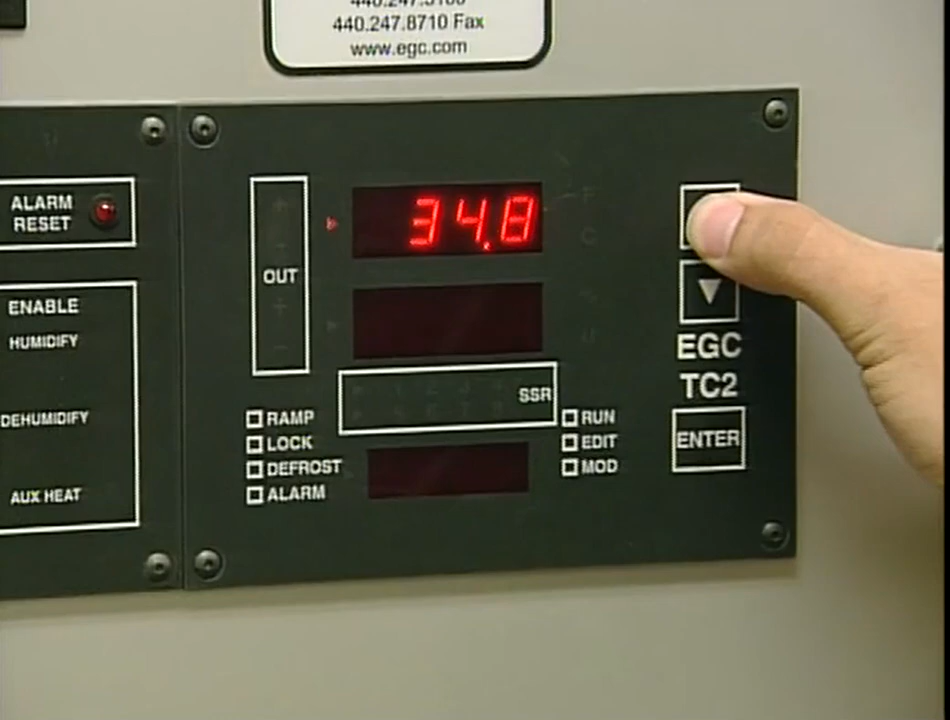 440.247.8710 Fax
www.egc.com
ALARM
RESET
ENABLE
HUMIDIFY
DEHUMIDIFY
AUX HEAT
OUT
34.8
SSR
RAMP
LOCK
DEFROST
ALARM
RUN
EDIT
MOD
EGC
TC2
ENTER